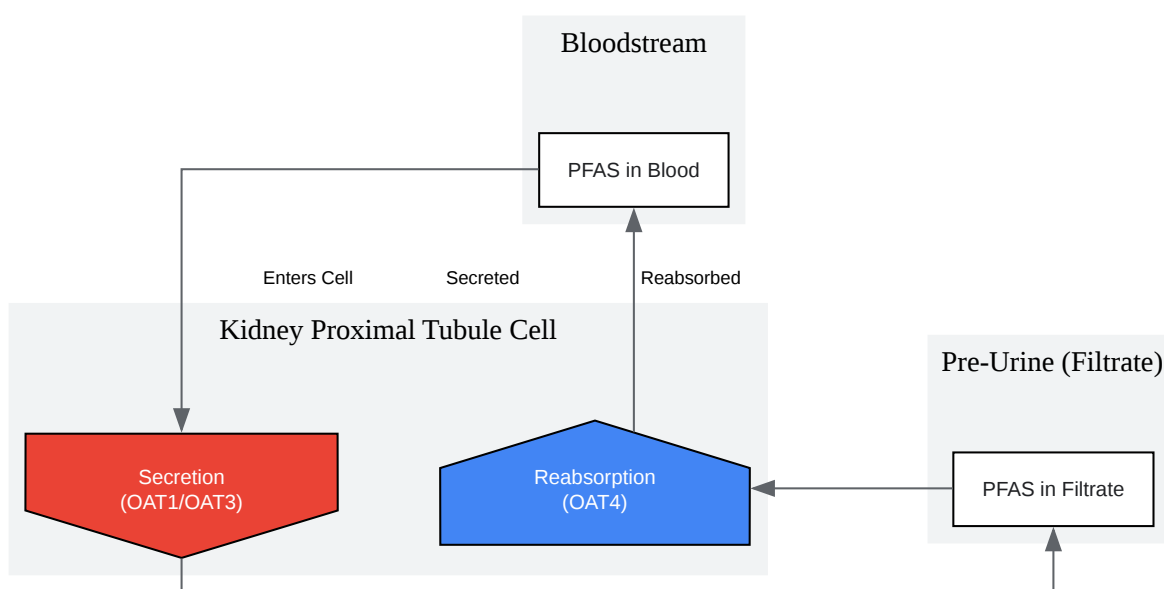 Bloodstream
PFAS in Blood
Enters Cell
Secreted
Reabsorbed
Kidney Proximal Tubule Cell
Pre-Urine (Filtrate)
Secretion
(OAT1/OAT3)
Reabsorption
(OAT4)
PFAS in Filtrate